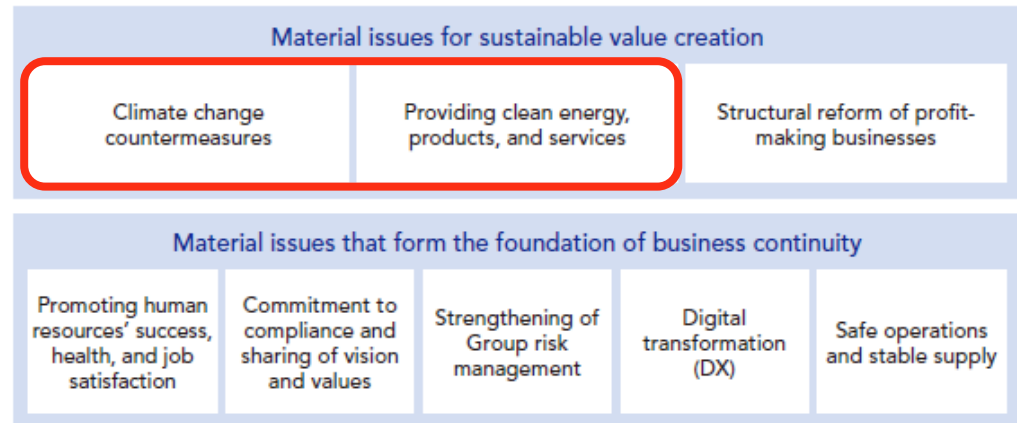 Material issues for sustainable value creation
Climate change
countermeasures
Providing clean energy,
products, and services
Structural reform of profit-
making businesses
Material issues that form the foundation of business continuity
Promoting human
resources' success,
health, and job
satisfaction
Commitment to
compliance and
sharing of vision
and values
Strengthening of
Group risk
management
Digital
transformation
(DX)
Safe operations
and stable supply